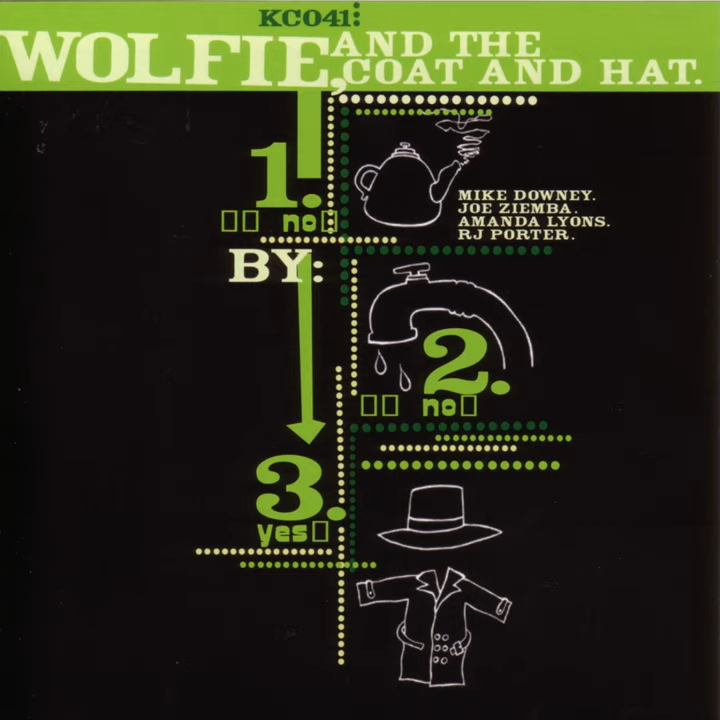 KC041:
WOLFIE, AND THE
COAT AND HAT.
1.
no
MIKE DOWNEY.
JOE ZIEMBA.
AMANDA LYONS.
RJ PORTER.
BY:
2.
no
3.
yes